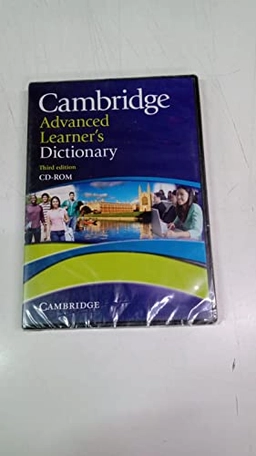 Cambridge
Advanced
Learner's
Dictionary
Third edition
CD-ROM
CAMBRIDGE